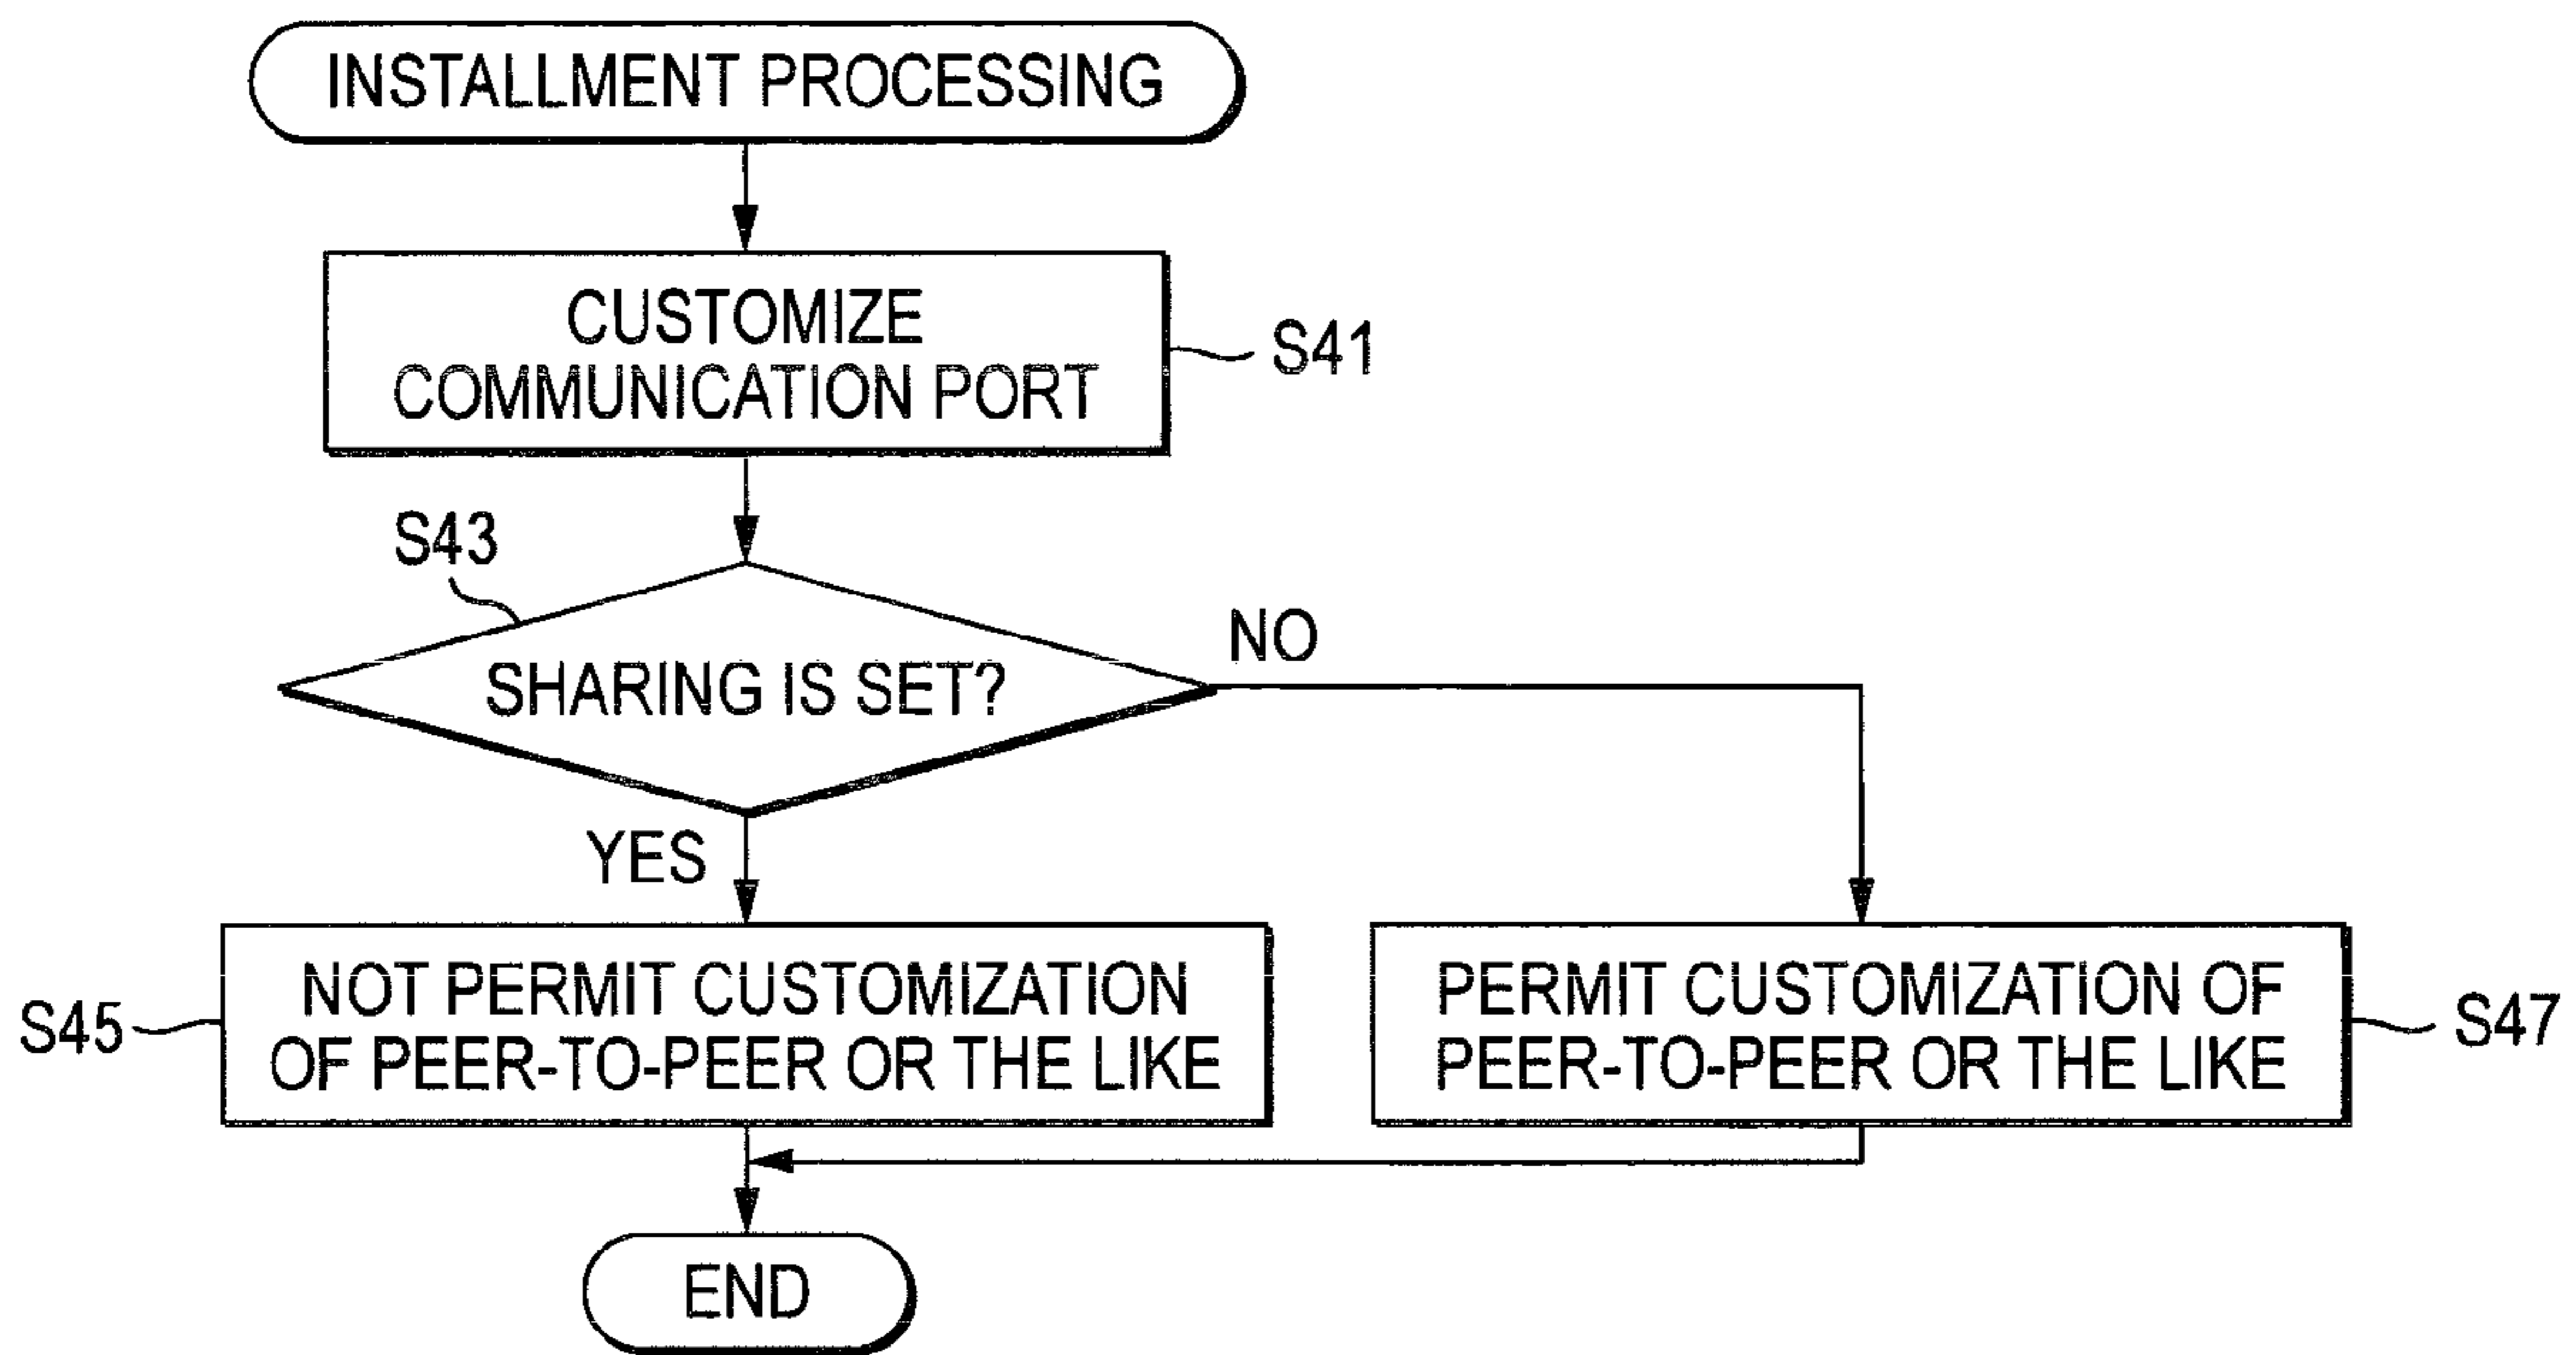 INSTALLMENT PROCESSING
CUSTOMIZE
COMMUNICATION PORT
S41
S43
SHARING IS SET?
NO
YES
S45
NOT PERMIT CUSTOMIZATION
OF PEER-TO-PEER OR THE LIKE
PERMIT CUSTOMIZATION OF
PEER-TO-PEER OR THE LIKE
S47
END